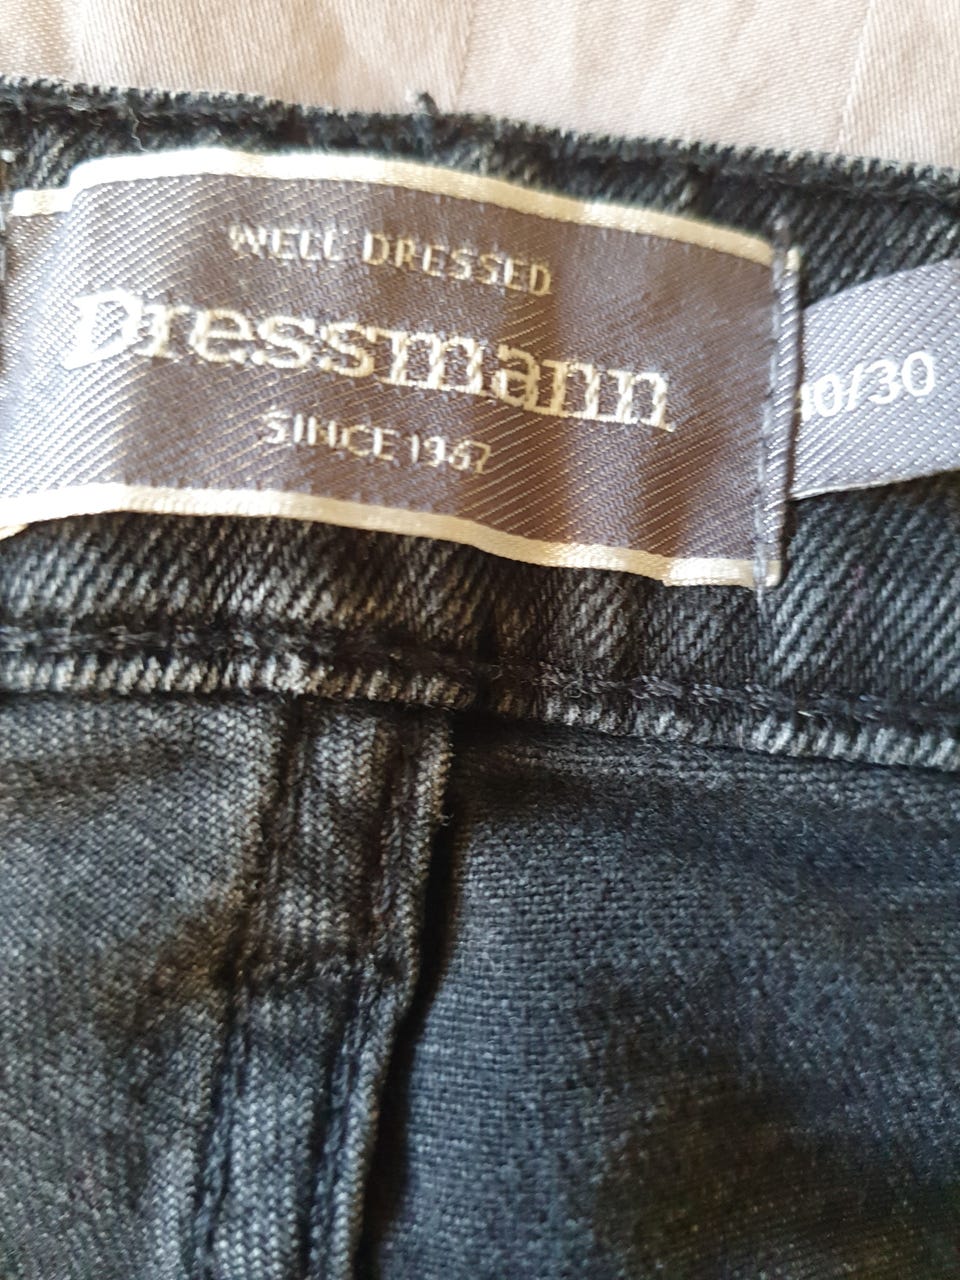 WELL DRESSED
Dressmann
SINCE 1967